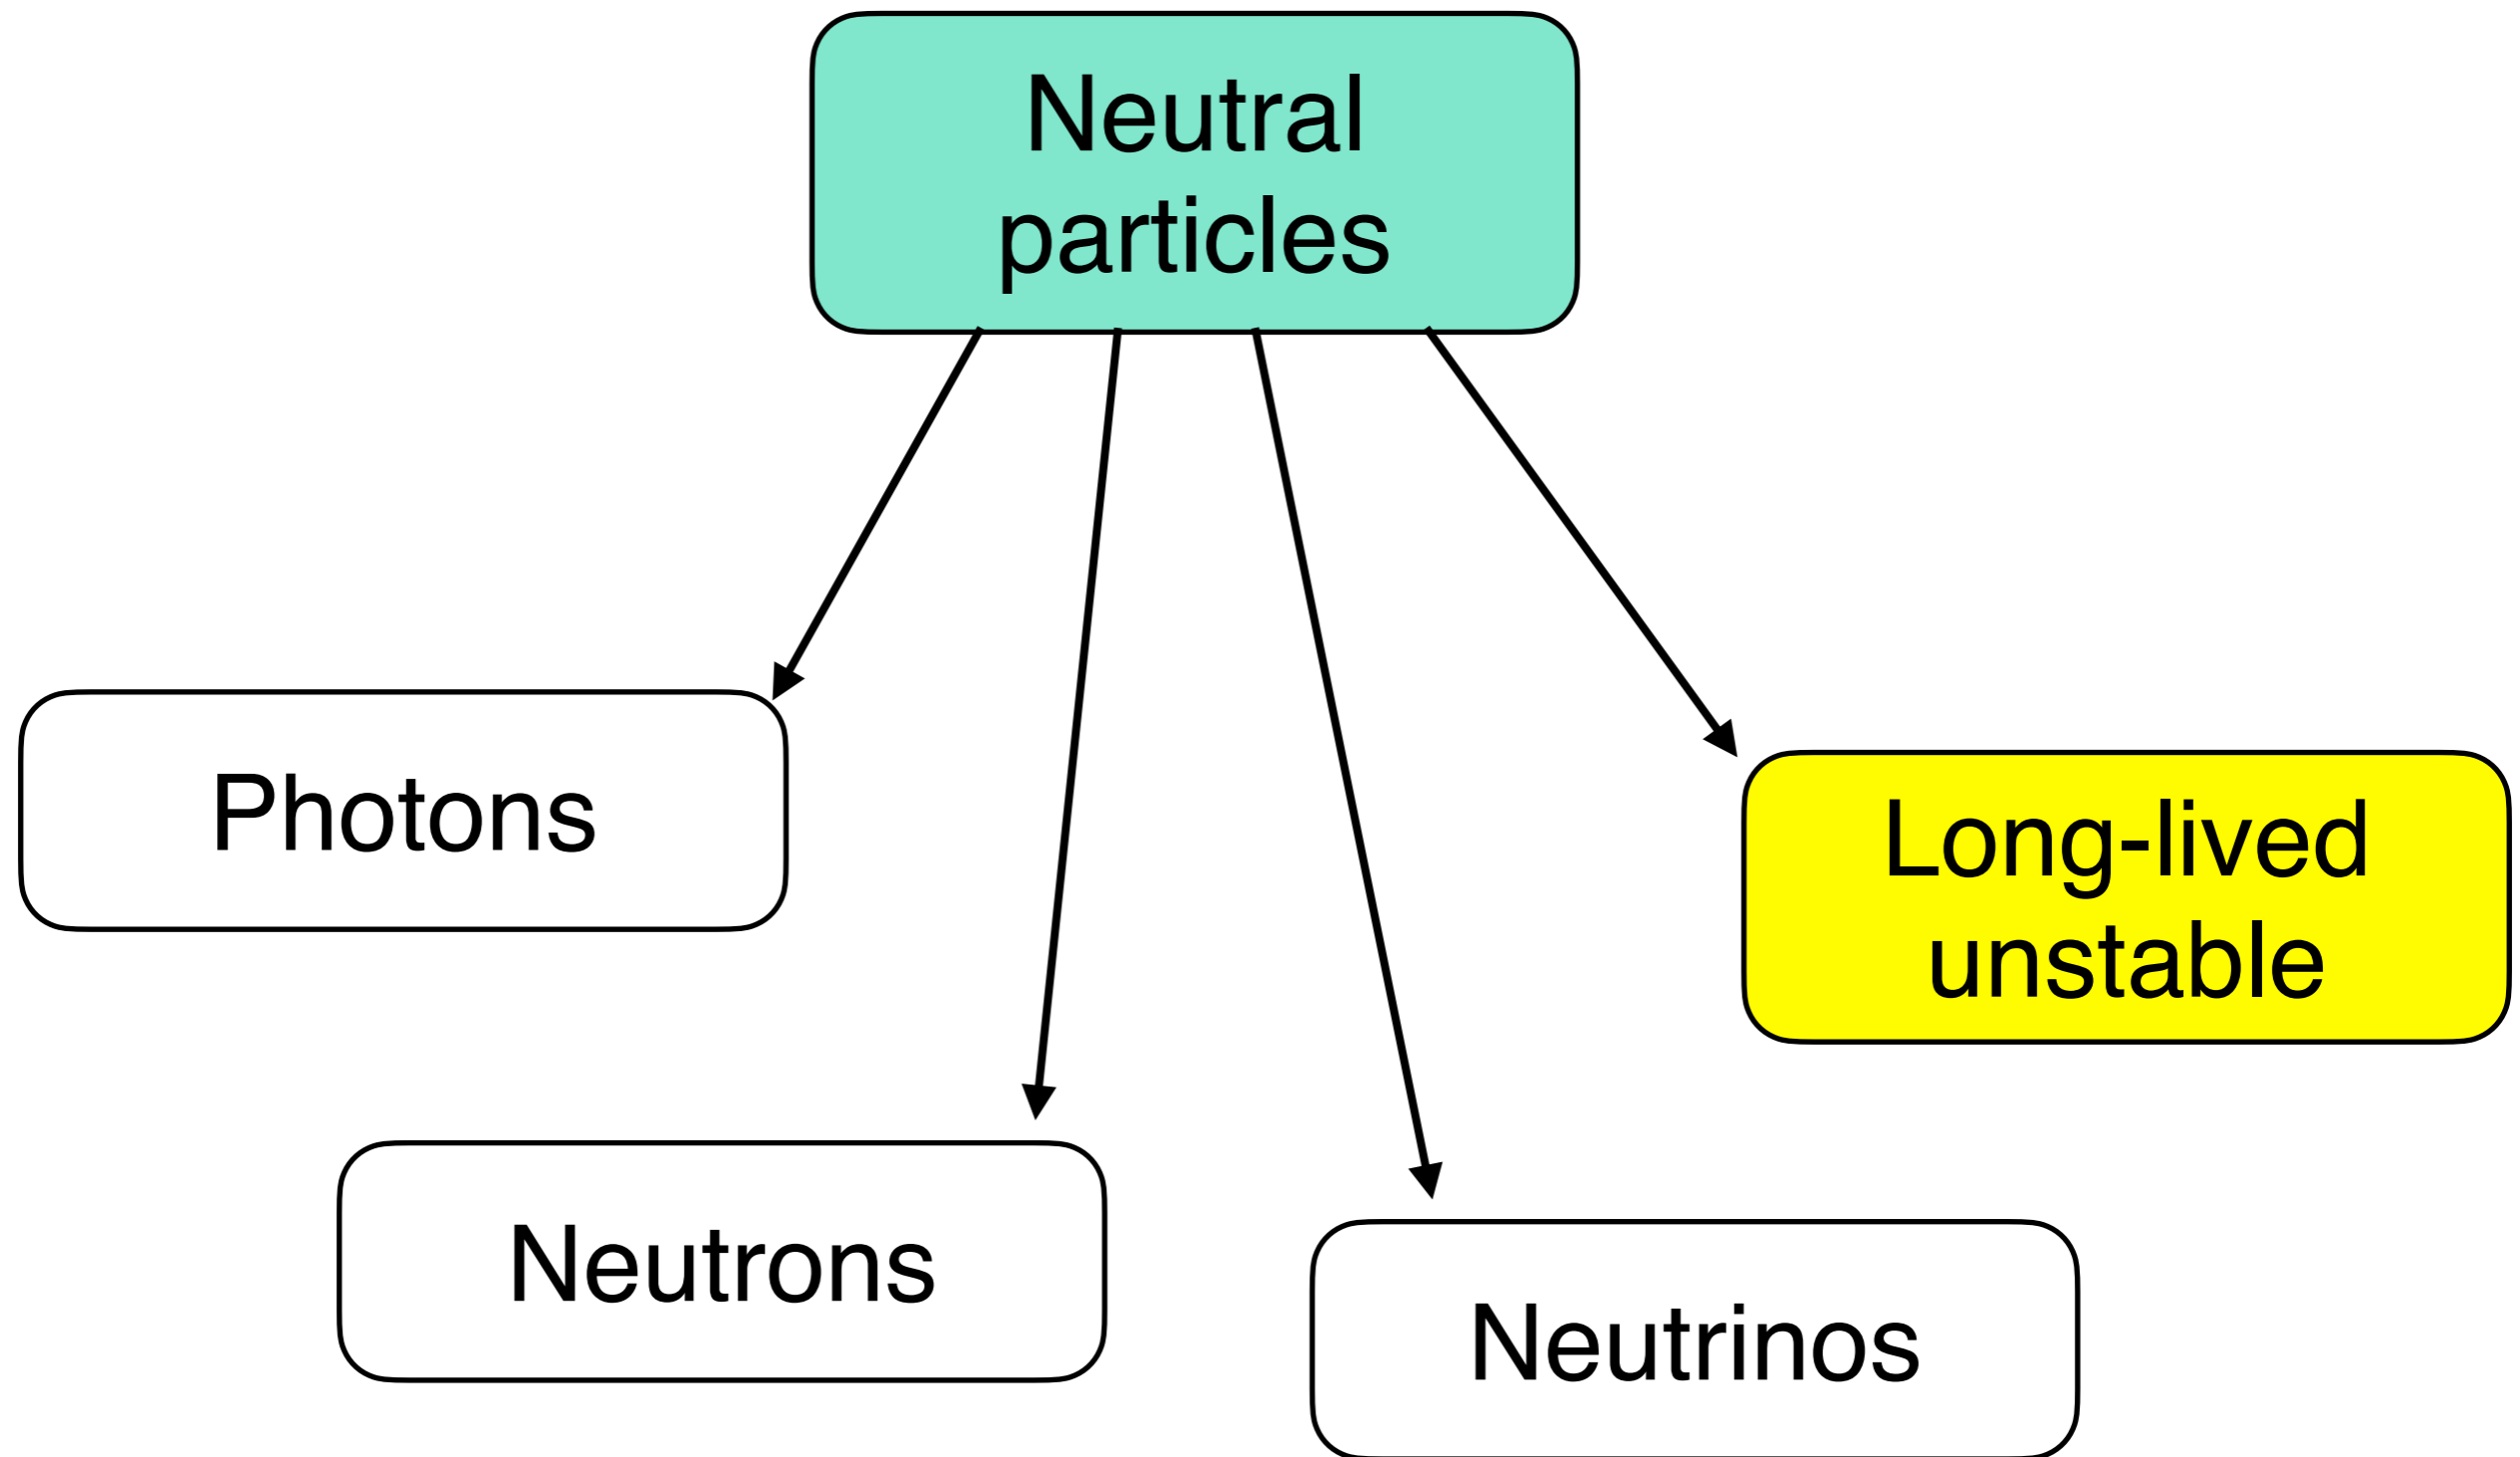 Neutral
particles
Photons
Long-lived
unstable
Neutrons
Neutrinos